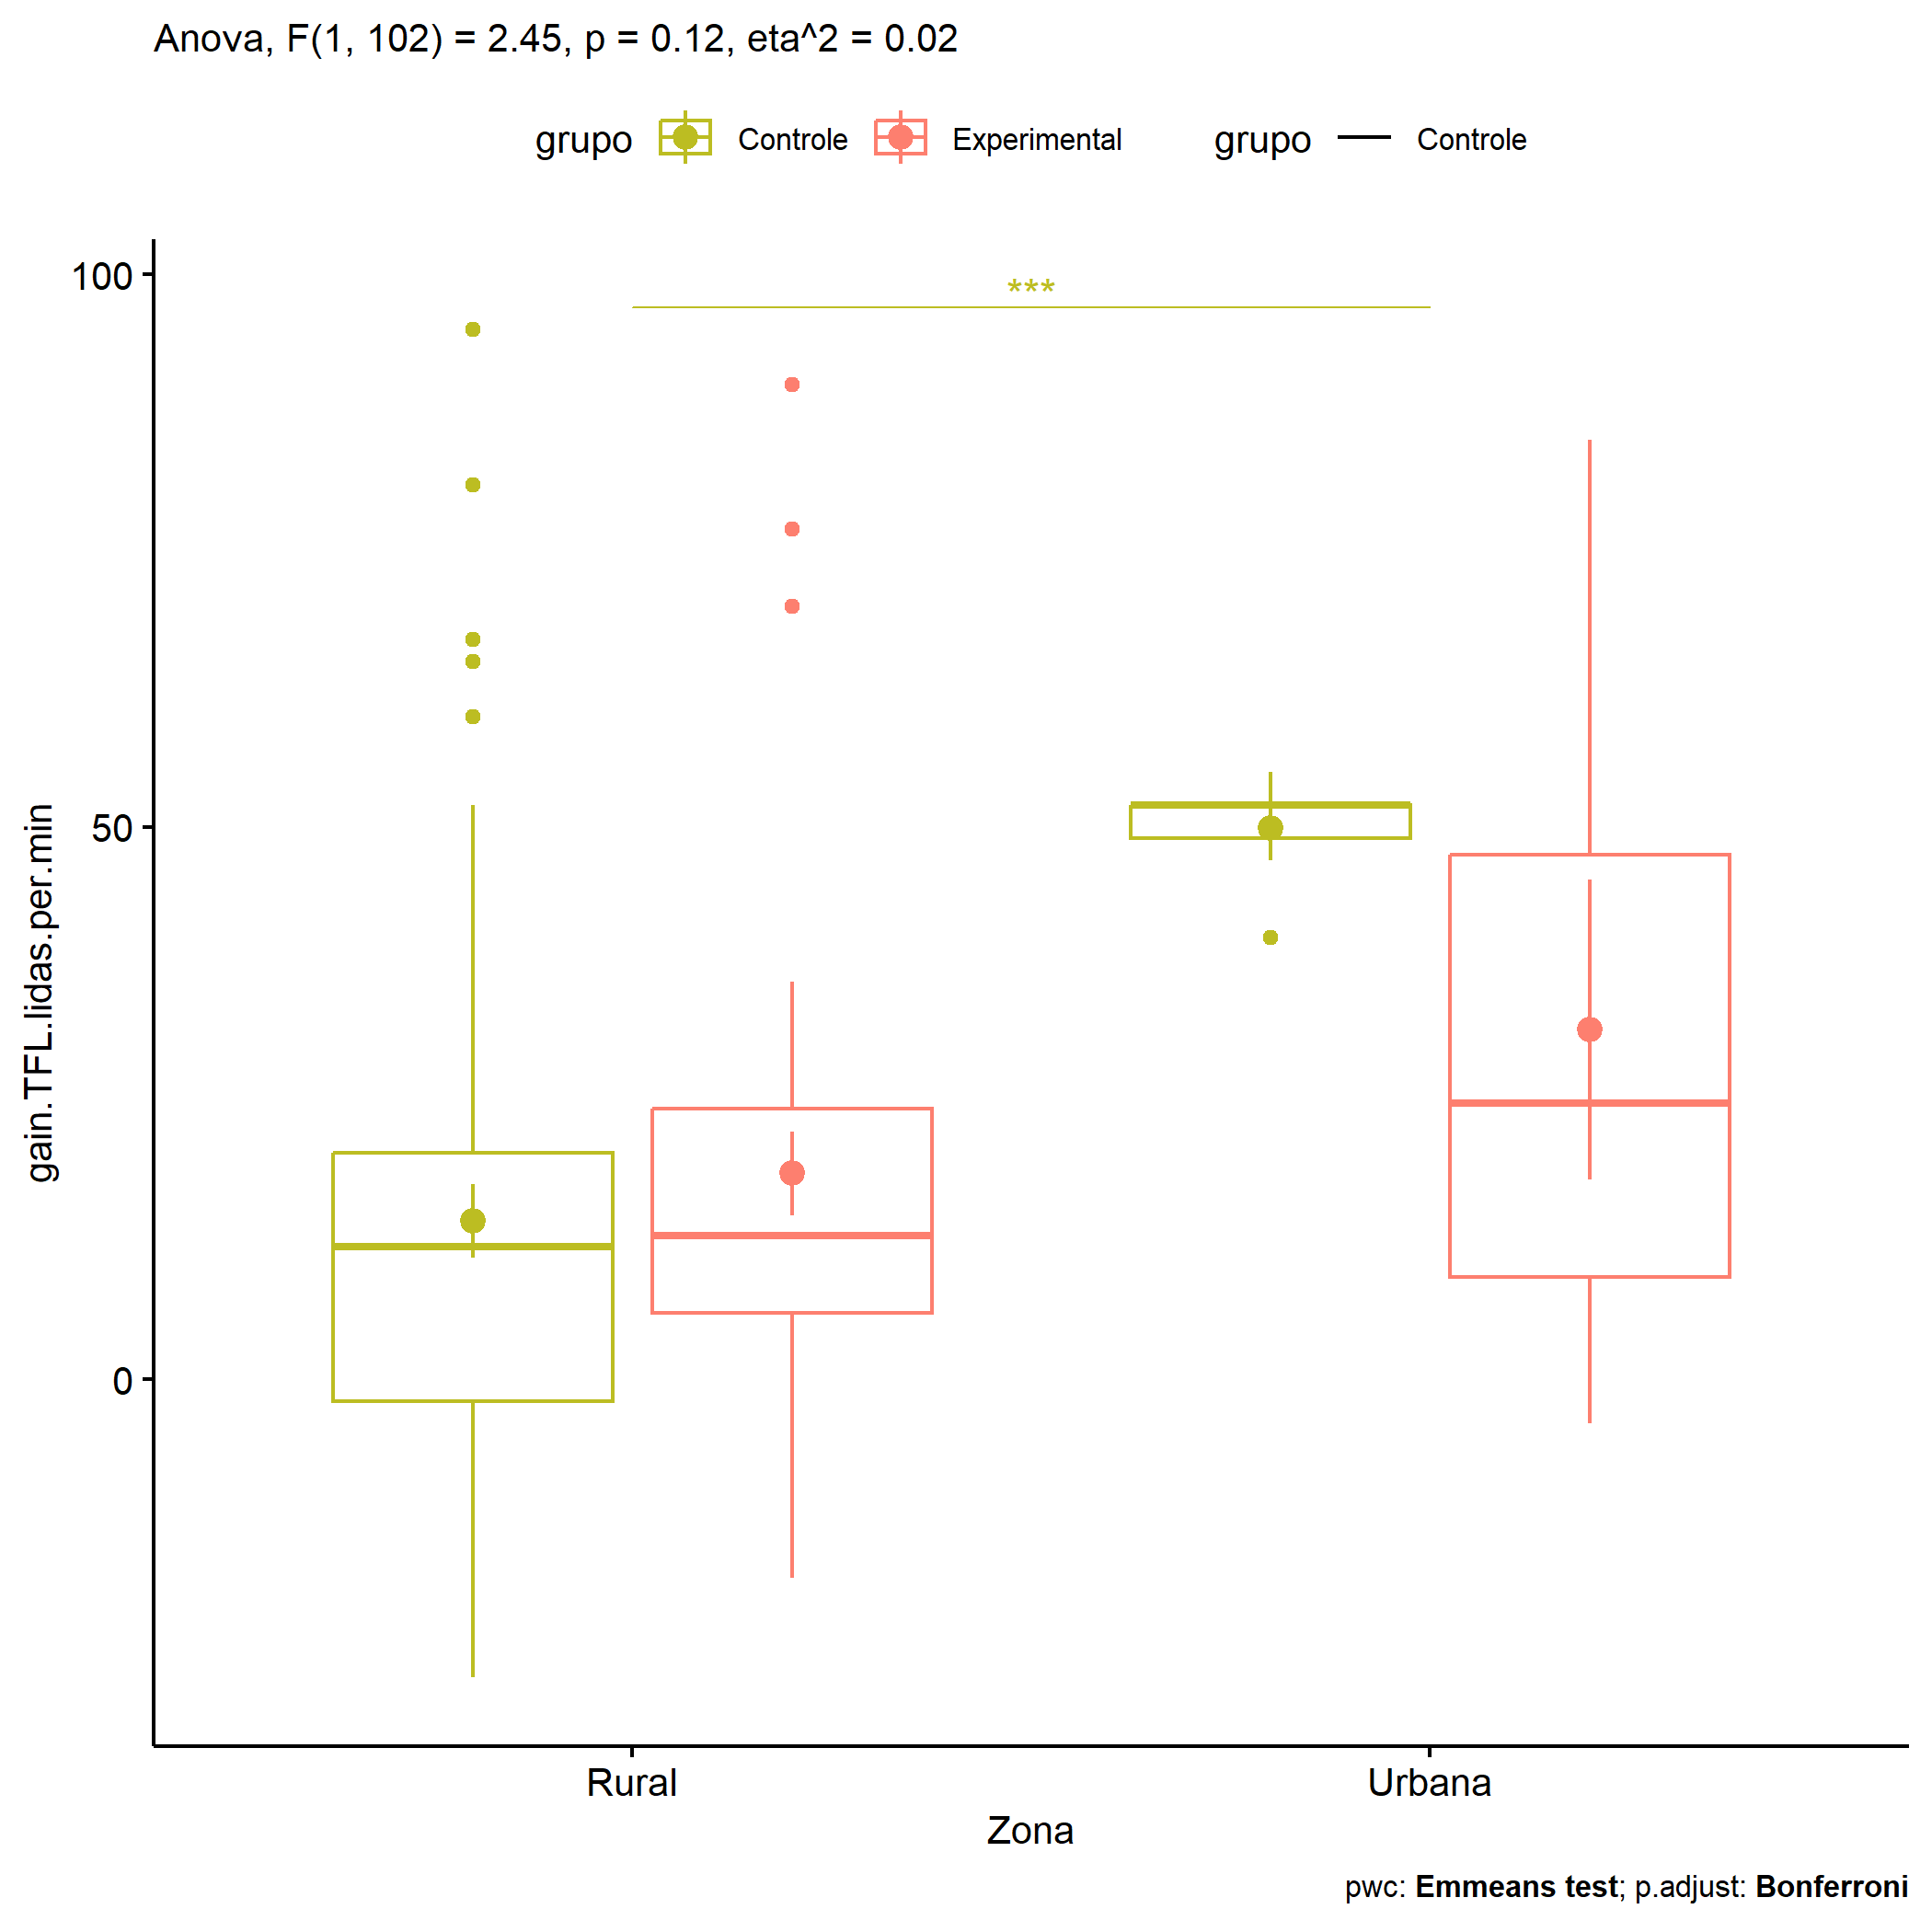 Anova, F(1, 102) = 2.45, p = 0.12, eta^2 = 0.02
grupo Controle Experimental grupo Controle
***
100
50
0
gain.TFL.lidas.per.min
Rural Urbana
Zona
pwc: Emmeans test; p.adjust: Bonferroni